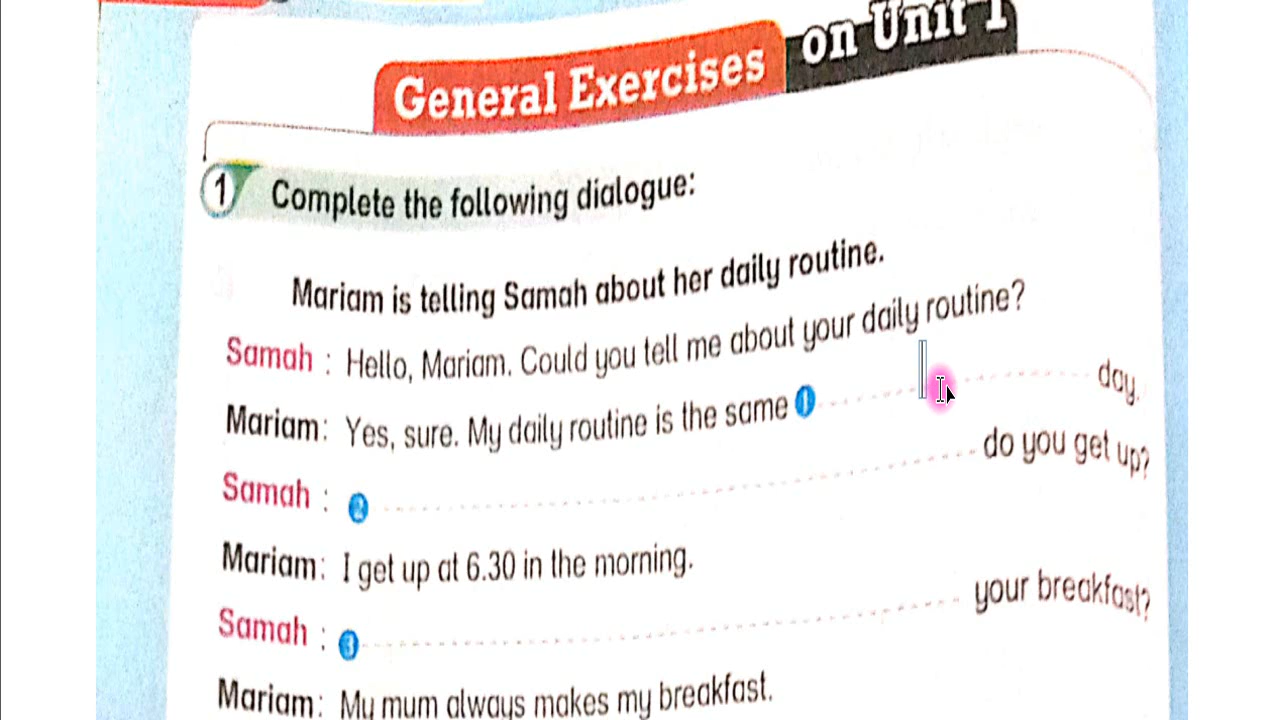 General Exercises on Unit 1
1 Complete the following dialogue:
Mariam is telling Samah about her daily routine.
Samah : Hello, Mariam. Could you tell me about your daily routine?
Mariam: Yes, sure. My daily routine is the same 1 .................... day.
Samah : 2 .................... do you get up?
Mariam: I get up at 6.30 in the morning.
Samah : 3 .................... your breakfast?
Mariam: My mum always makes my breakfast.